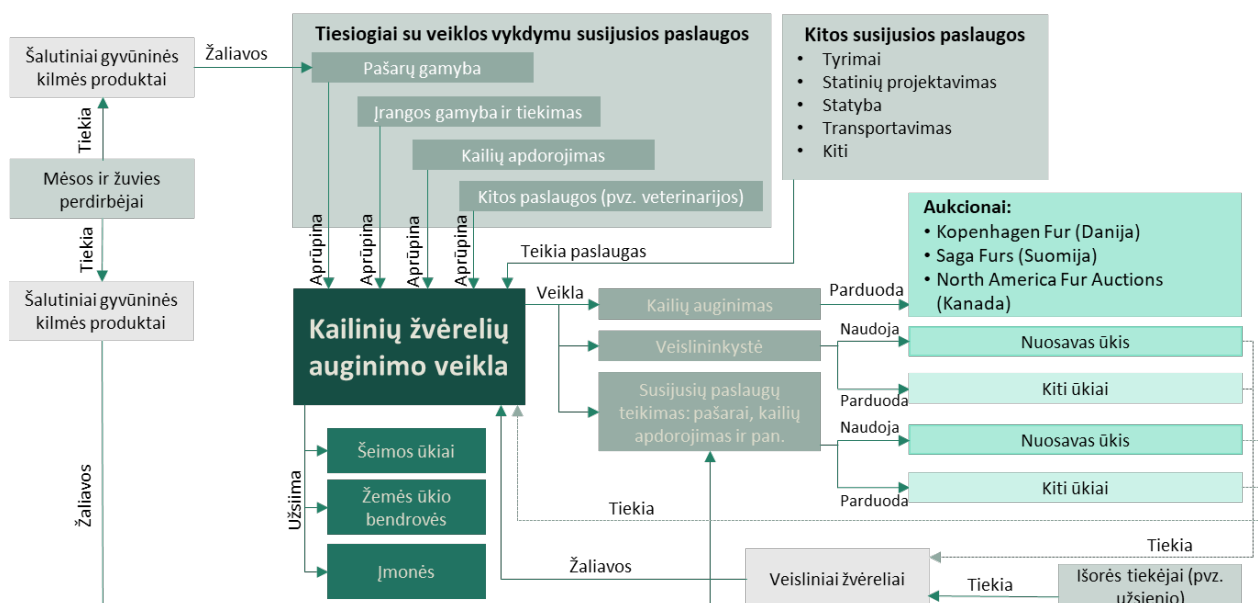 Šalutiniai gyvūninės
kilmės produktai
Žaliavos
Tiekia
Mėsos ir žuvies
perdirbėjai
Tiekia
Šalutiniai gyvūninės
kilmės produktai
Žaliavos
Tiesiogiai su veiklos vykdymu susijusios paslaugos
Pašarų gamyba
Įrangos gamyba ir tiekimas
Kailių apdorojimas
Kitos paslaugos (pvz. veterinarijos)
Aprūpina
Aprūpina
Aprūpina
Aprūpina
Kitos susijusios paslaugos
• Tyrimai
• Statinių projektavimas
• Statyba
• Transportavimas
• Kiti
Teikia paslaugas
Kailinių žvėrelių
auginimo veikla
Veikla
Kailių auginimas
Parduoda
Aukcionai:
• Kopenhagen Fur (Danija)
• Saga Furs (Suomija)
• North America Fur Auctions
(Kanada)
Veislininkystė
Naudoja
Nuosavas ūkis
Parduoda
Kiti ūkiai
Susijusių paslaugų
teikimas: pašarai, kailių
apdorojimas ir pan.
Naudoja
Nuosavas ūkis
Parduoda
Kiti ūkiai
Užsiima
Šeimos ūkiai
Žemės ūkio
bendrovės
Įmonės
Tiekia
Tiekia
Žaliavos
Veisliniai žvėreliai
Tiekia
Išorės tiekėjai (pvz.
užsienio)